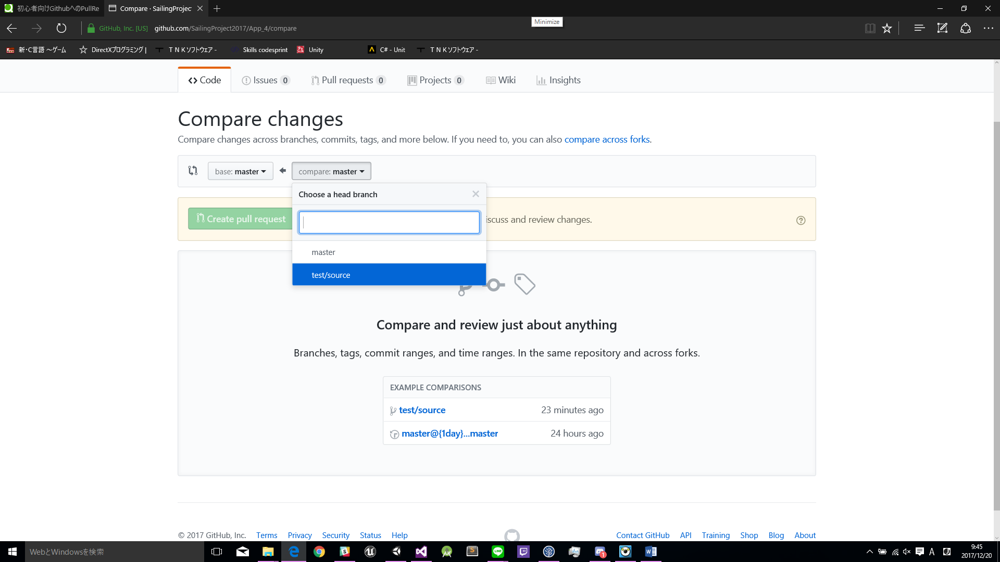 初心者向けGithubへのPullRe
Compare · SailingProjec
Minimize
GitHub, Inc. [US]
github.com/SailingProject2017/App_4/compare
新・C言語 ～ゲーム
DirectXプログラミング |
ＴＮＫソフトウェア -
Skills codesprint
Unity
C# - Unit
ＴＮＫソフトウェア -
Code
Issues 0
Pull requests 0
Projects 0
Wiki
Insights
Compare changes
Compare changes across branches, commits, tags, and more below. If you need to, you can also compare across forks.
base: master
compare: master
Choose a head branch
Create pull request
iscuss and review changes.
master
test/source
Compare and review just about anything
Branches, tags, commit ranges, and time ranges. In the same repository and across forks.
EXAMPLE COMPARISONS
test/source 23 minutes ago
master@{1day}...master 24 hours ago
© 2017 GitHub, Inc. Terms Privacy Security Status Help
Contact GitHub API Training Shop Blog About
WebとWindowsを検索
LINE
1
A
9:45
2017/12/20